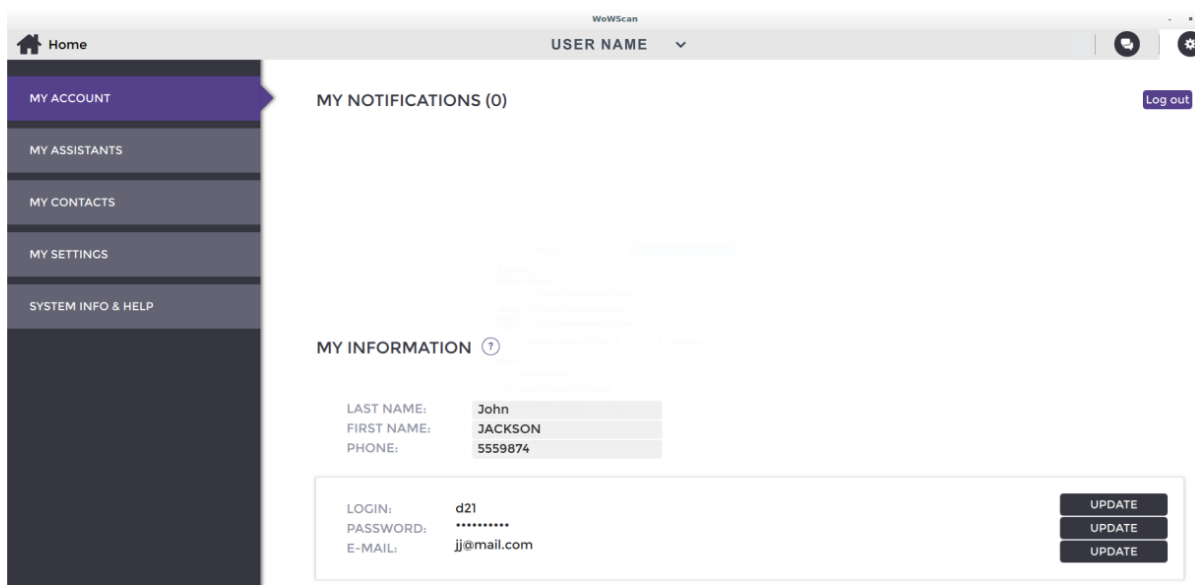 WoWScan
Home
USER NAME
MY ACCOUNT
MY ASSISTANTS
MY CONTACTS
MY SETTINGS
SYSTEM INFO & HELP
MY NOTIFICATIONS (0)
Log out
MY INFORMATION ?
LAST NAME: John
FIRST NAME: JACKSON
PHONE: 5559874
LOGIN: d21 UPDATE
PASSWORD: •••••••••• UPDATE
E-MAIL: jj@mail.com UPDATE